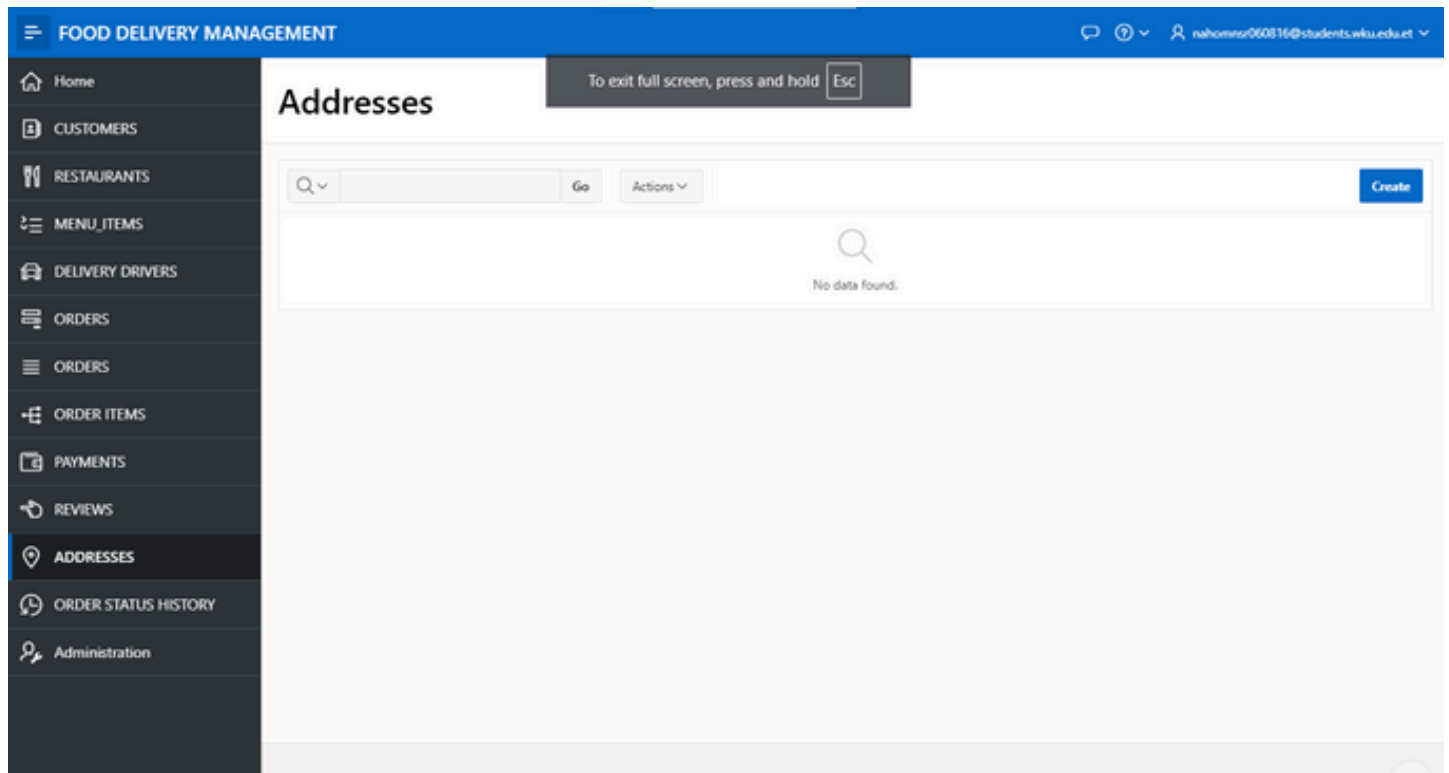 FOOD DELIVERY MANAGEMENT
nahomnsr060816@students.wku.edu.et
To exit full screen, press and hold Esc
Home
CUSTOMERS
RESTAURANTS
MENU_ITEMS
DELIVERY DRIVERS
ORDERS
ORDERS
ORDER ITEMS
PAYMENTS
REVIEWS
ADDRESSES
ORDER STATUS HISTORY
Administration
Addresses
Go
Actions
Create
No data found.